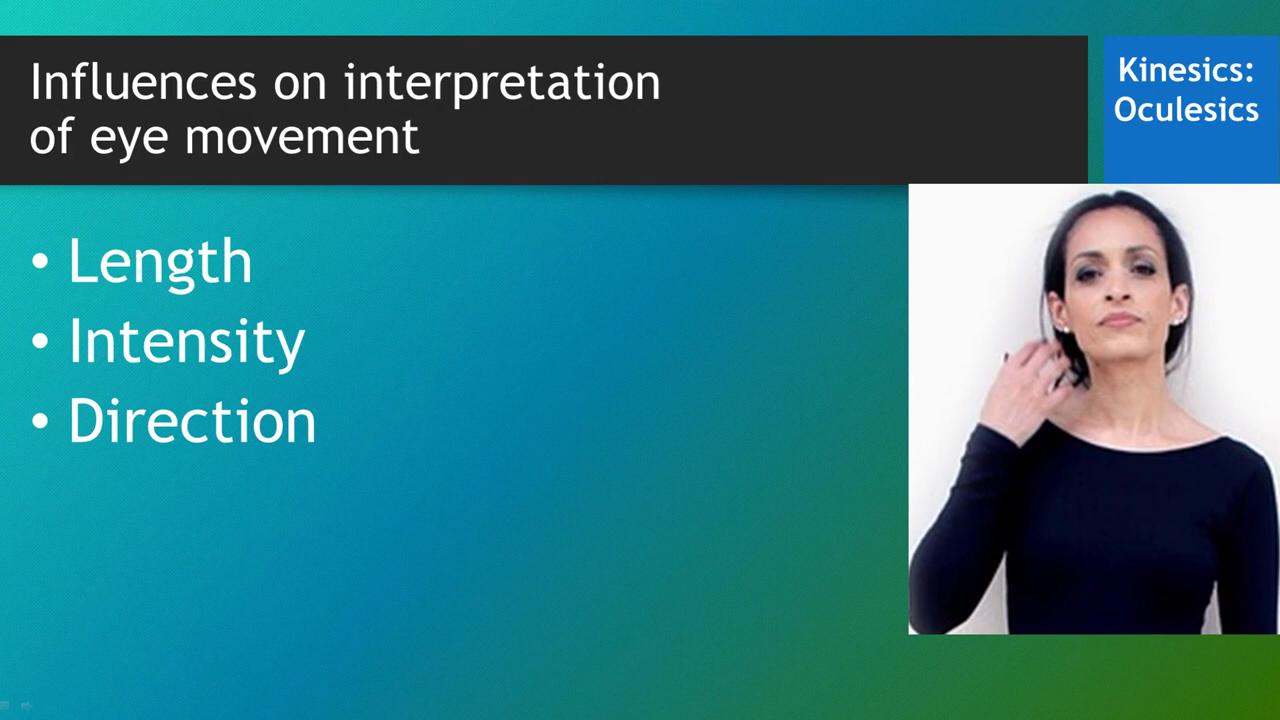 Influences on interpretation
of eye movement
Kinesics:
Oculesics
• Length
• Intensity
• Direction